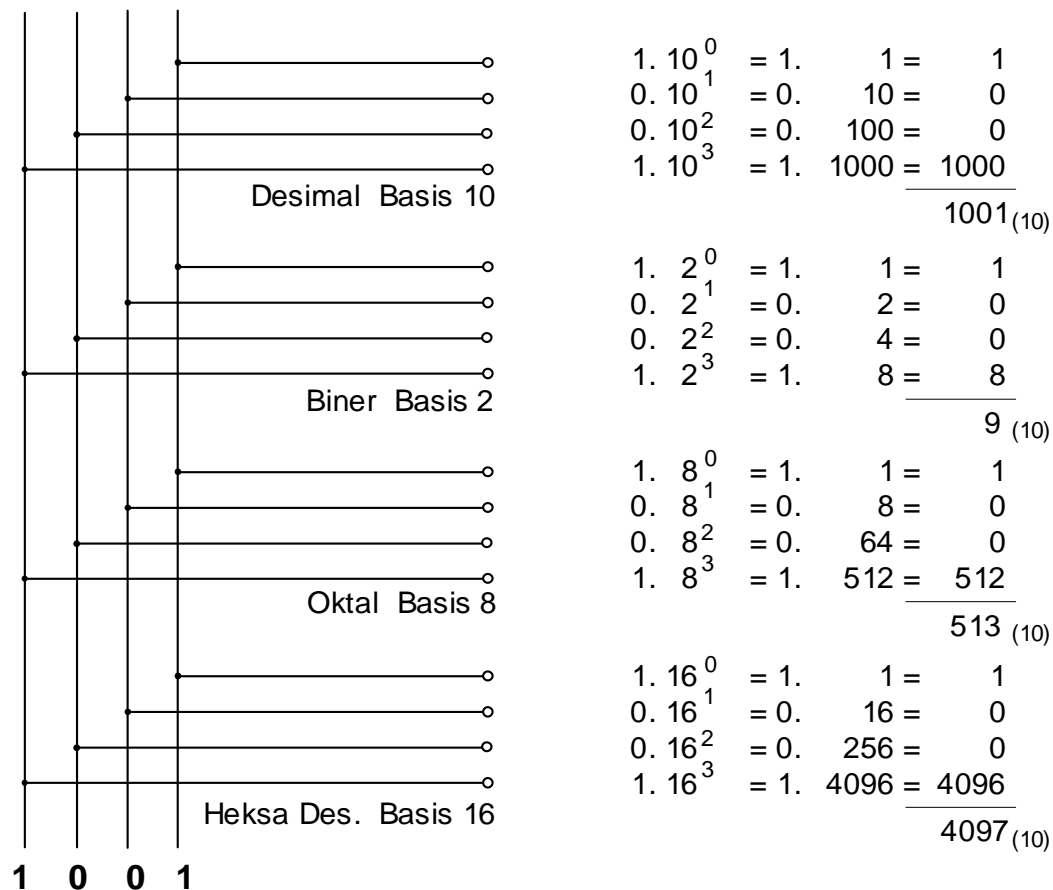 1. 10⁰ = 1. 1 = 1
0. 10¹ = 0. 10 = 0
0. 10² = 0. 100 = 0
1. 10³ = 1. 1000 = 1000
Desimal Basis 10
1001(10)
1. 2⁰ = 1. 1 = 1
0. 2¹ = 0. 2 = 0
0. 2² = 0. 4 = 0
1. 2³ = 1. 8 = 8
Biner Basis 2
9 (10)
1. 8⁰ = 1. 1 = 1
0. 8¹ = 0. 8 = 0
0. 8² = 0. 64 = 0
1. 8³ = 1. 512 = 512
Oktal Basis 8
513 (10)
1. 16⁰ = 1. 1 = 1
0. 16¹ = 0. 16 = 0
0. 16² = 0. 256 = 0
1. 16³ = 1. 4096 = 4096
Heksa Des. Basis 16
4097(10)
1 0 0 1